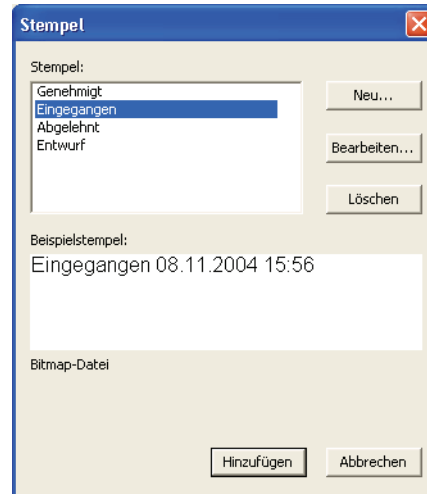 Stempel
Stempel:
Genehmigt
Eingegangen
Abgelehnt
Entwurf
Neu...
Bearbeiten...
Löschen
Beispielstempel:
Eingegangen 08.11.2004 15:56
Bitmap-Datei
Hinzufügen
Abbrechen